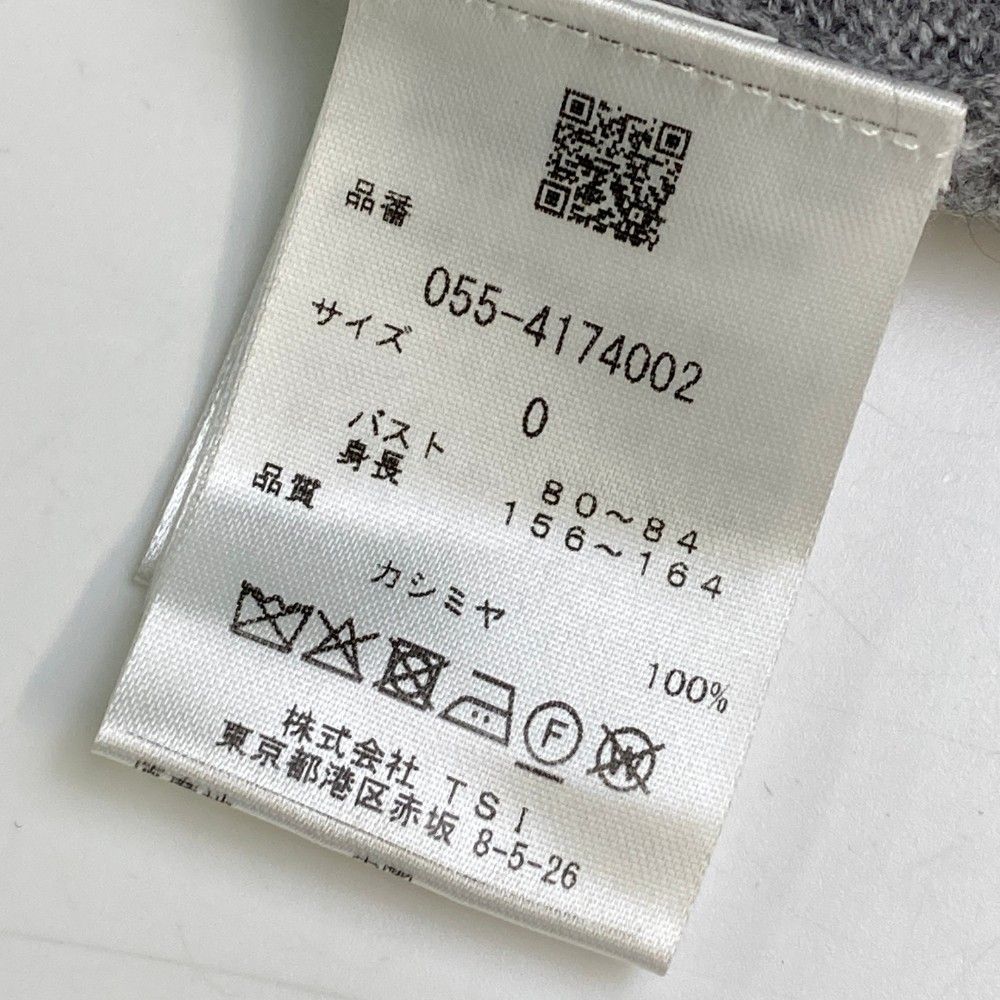 品番
055-4174002
サイズ
0
バスト 80〜84
身長 156〜164
品質
カシミヤ
100%
F
W
株式会社 TSI
東京都港区赤坂 8-5-26